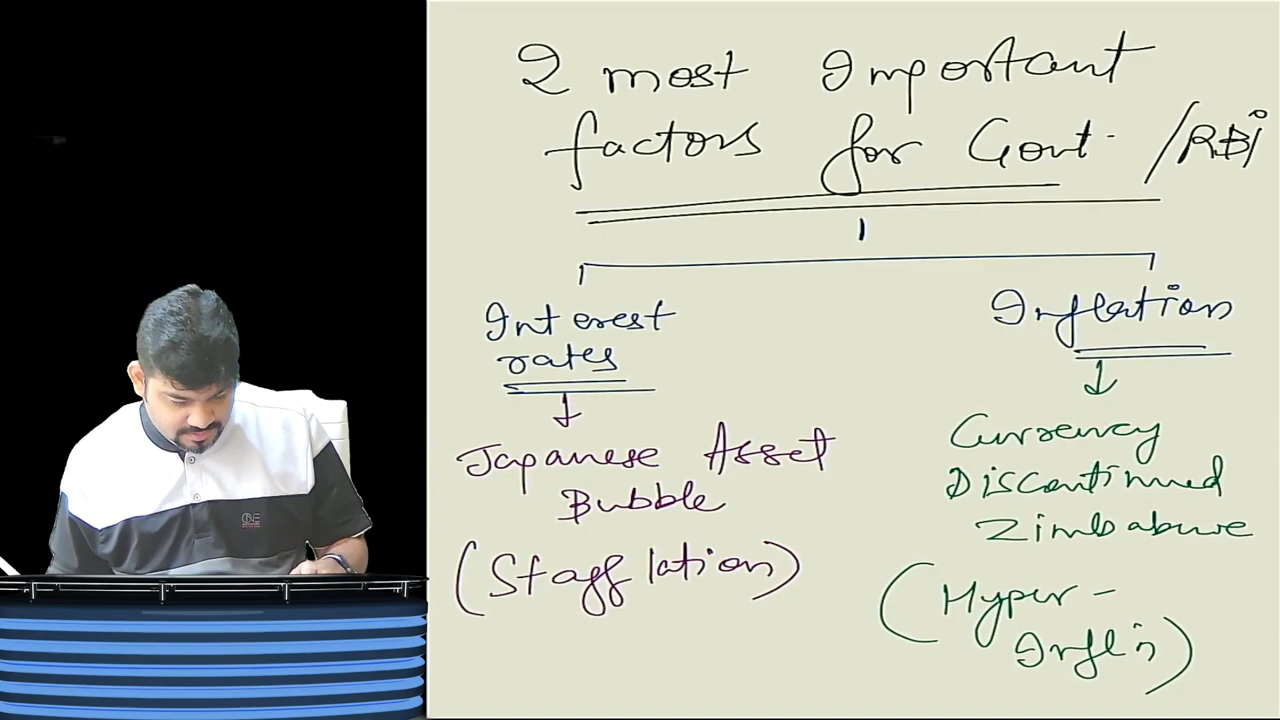 2 most Important
factors for Govt. /RBI
Interest
rates
Japanese Asset
Bubble
(Stagflation)
Inflation
Currency
Discontinued
Zimbabwe
(Hyper-
Infl'n)